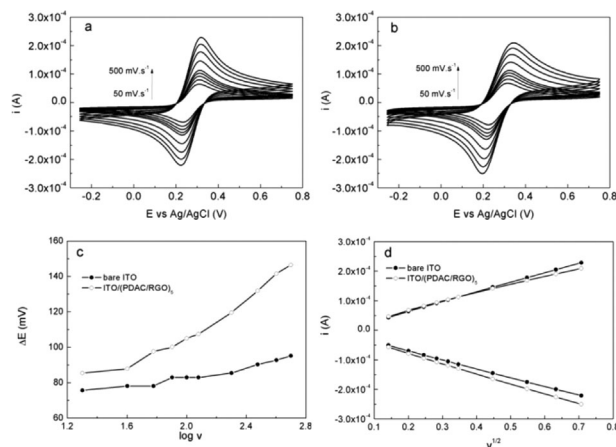 a
3.0x10⁻⁴
2.0x10⁻⁴
1.0x10⁻⁴
0.0
-1.0x10⁻⁴
-2.0x10⁻⁴
-3.0x10⁻⁴
i (A)
500 mV.s⁻¹
50 mV.s⁻¹
-0.2 0.0 0.2 0.4 0.6 0.8
E vs Ag/AgCl (V)
b
3.0x10⁻⁴
2.0x10⁻⁴
1.0x10⁻⁴
0.0
-1.0x10⁻⁴
-2.0x10⁻⁴
-3.0x10⁻⁴
i (A)
500 mV.s⁻¹
50 mV.s⁻¹
-0.2 0.0 0.2 0.4 0.6 0.8
E vs Ag/AgCl (V)
c
160
140
120
100
80
60
ΔE (mV)
bare ITO
ITO/(PDAC/RGO)₅
1.2 1.6 2.0 2.4 2.8
log v
d
3.0x10⁻⁴
2.0x10⁻⁴
1.0x10⁻⁴
0.0
-1.0x10⁻⁴
-2.0x10⁻⁴
-3.0x10⁻⁴
i (A)
bare ITO
ITO/(PDAC/RGO)₅
0.1 0.2 0.3 0.4 0.5 0.6 0.7 0.8
v¹ᐟ²